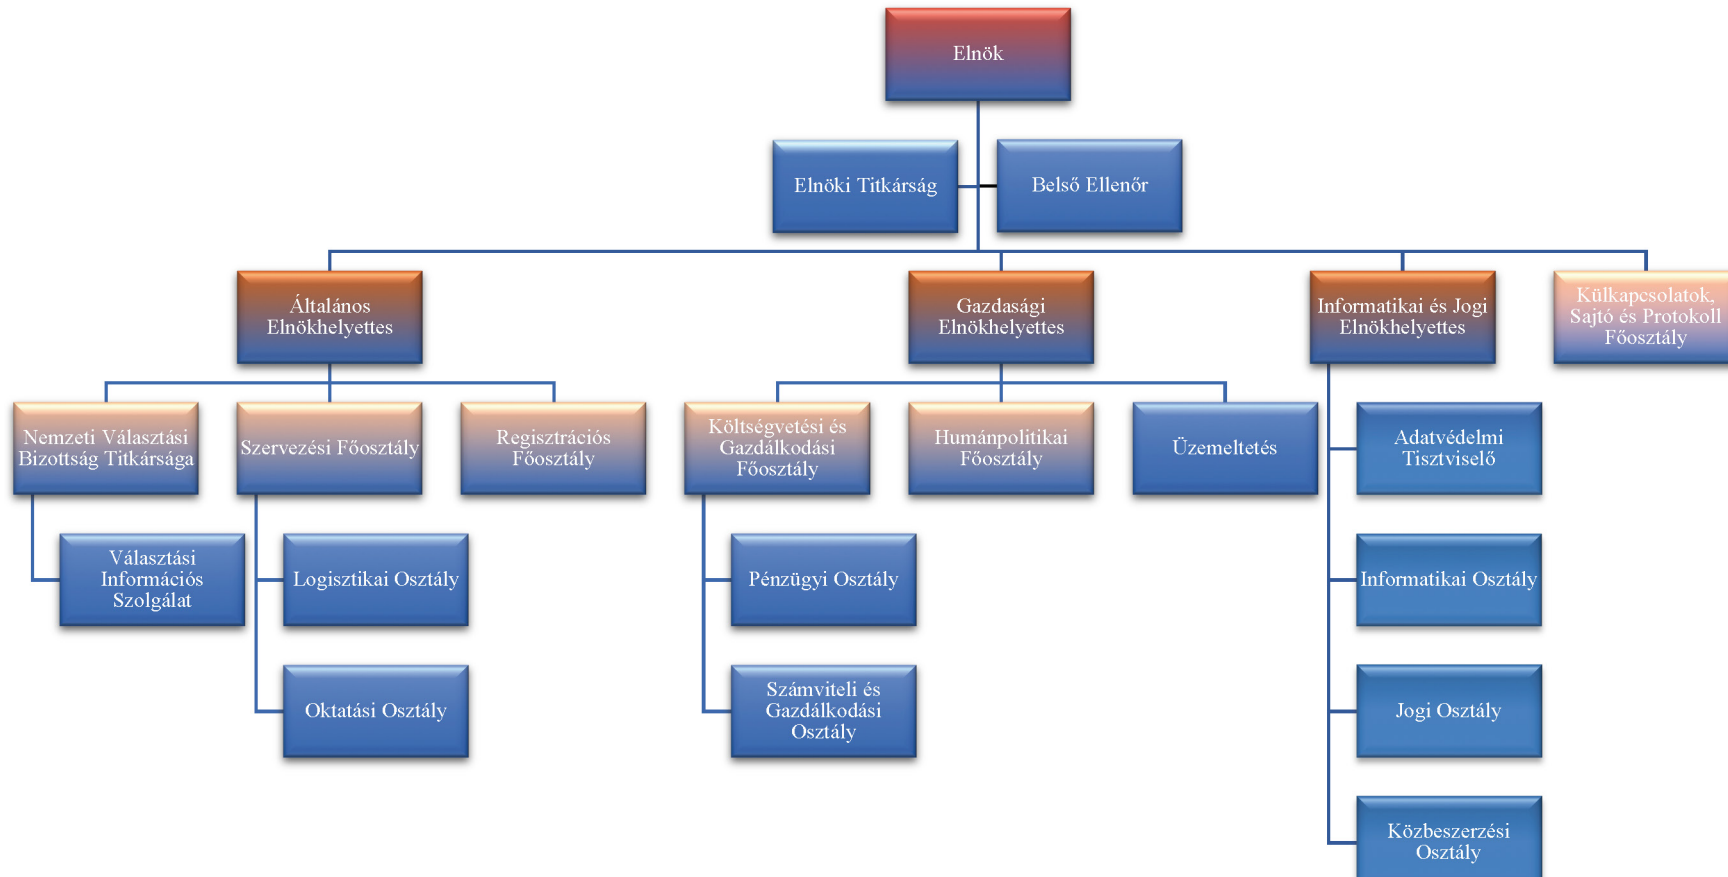 Elnök
Elnöki Titkárság
Belső Ellenőr
Általános
Elnökhelyettes
Gazdasági
Elnökhelyettes
Informatikai és Jogi
Elnökhelyettes
Külkapcsolatok,
Sajtó és Protokoll
Főosztály
Nemzeti Választási
Bizottság Titkársága
Szervezési Főosztály
Regisztrációs
Főosztály
Költségvetési és
Gazdálkodási
Főosztály
Humánpolitikai
Főosztály
Üzemeltetés
Adatvédelmi
Tisztviselő
Választási
Információs
Szolgálat
Logisztikai Osztály
Pénzügyi Osztály
Informatikai Osztály
Oktatási Osztály
Számviteli és
Gazdálkodási
Osztály
Jogi Osztály
Közbeszerzési
Osztály